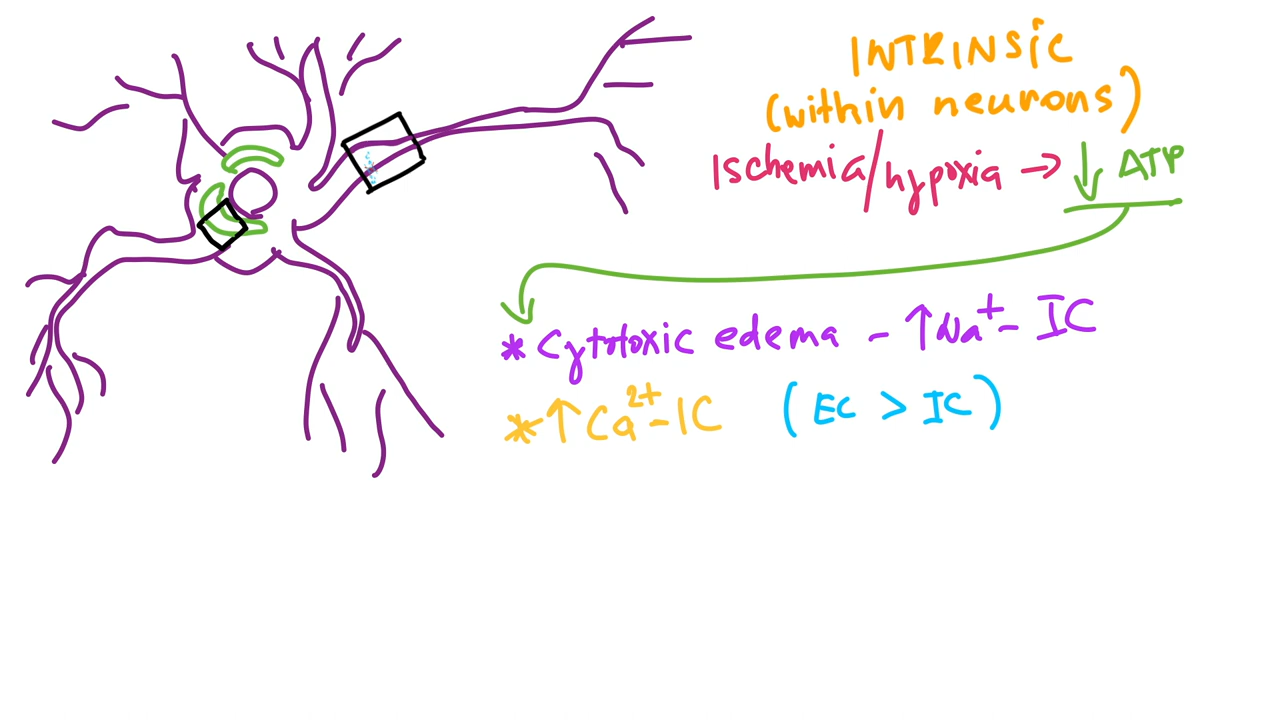 INTRINSiC
(within neurons)
Ischemia/hypoxia → ↓ ATP
* Cytotoxic edema - ↑Na⁺- IC
* ↑Ca²⁺-IC (EC > IC)